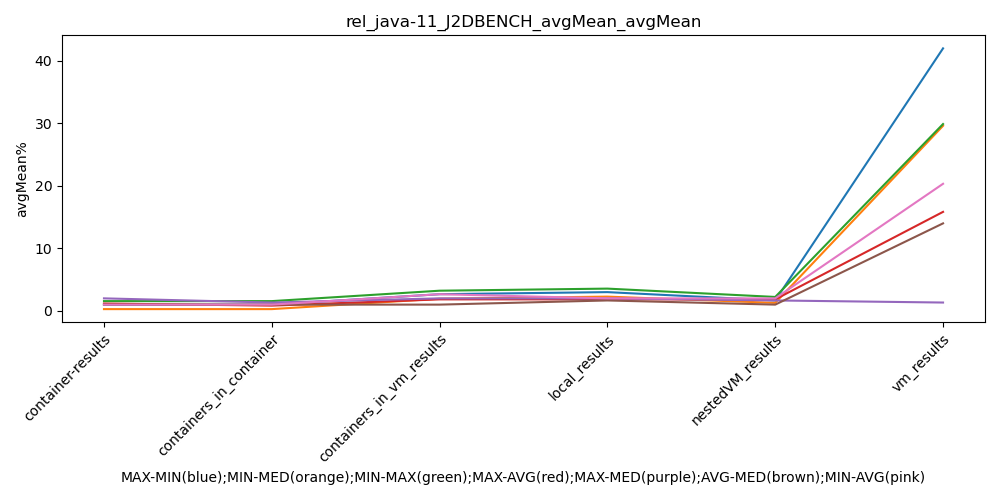 rel_java-11_J2DBENCH_avgMean_avgMean
avgMean%
40
30
20
10
0
container-results
containers_in_container
containers_in_vm_results
local_results
nestedVM_results
vm_results
MAX-MIN(blue);MIN-MED(orange);MIN-MAX(green);MAX-AVG(red);MAX-MED(purple);AVG-MED(brown);MIN-AVG(pink)